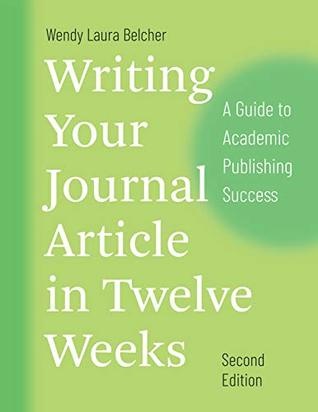 Wendy Laura Belcher
Writing
Your
Journal
Article
in Twelve
Weeks
A Guide to
Academic
Publishing
Success
Second
Edition